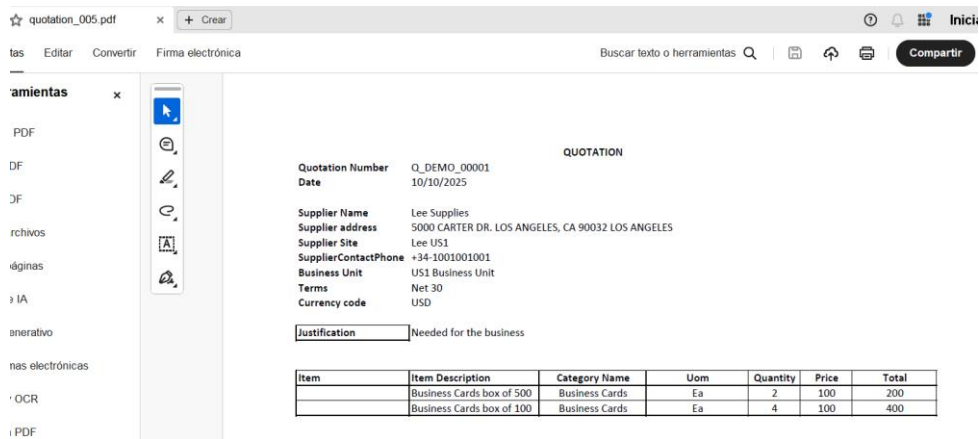 quotation_005.pdf × + Crear
Inicia
tas Editar Convertir Firma electrónica Buscar texto o herramientas Compartir
ramientas ×
PDF
DF
DF
rchivos
páginas
e IA
enerativo
nas electrónicas
OCR
PDF
QUOTATION
Quotation Number Q_DEMO_00001
Date 10/10/2025
Supplier Name Lee Supplies
Supplier address 5000 CARTER DR. LOS ANGELES, CA 90032 LOS ANGELES
Supplier Site Lee US1
SupplierContactPhone +34-1001001001
Business Unit US1 Business Unit
Terms Net 30
Currency code USD
Justification Needed for the business
Item Item Description Category Name Uom Quantity Price Total
Business Cards box of 500 Business Cards Ea 2 100 200
Business Cards box of 100 Business Cards Ea 4 100 400